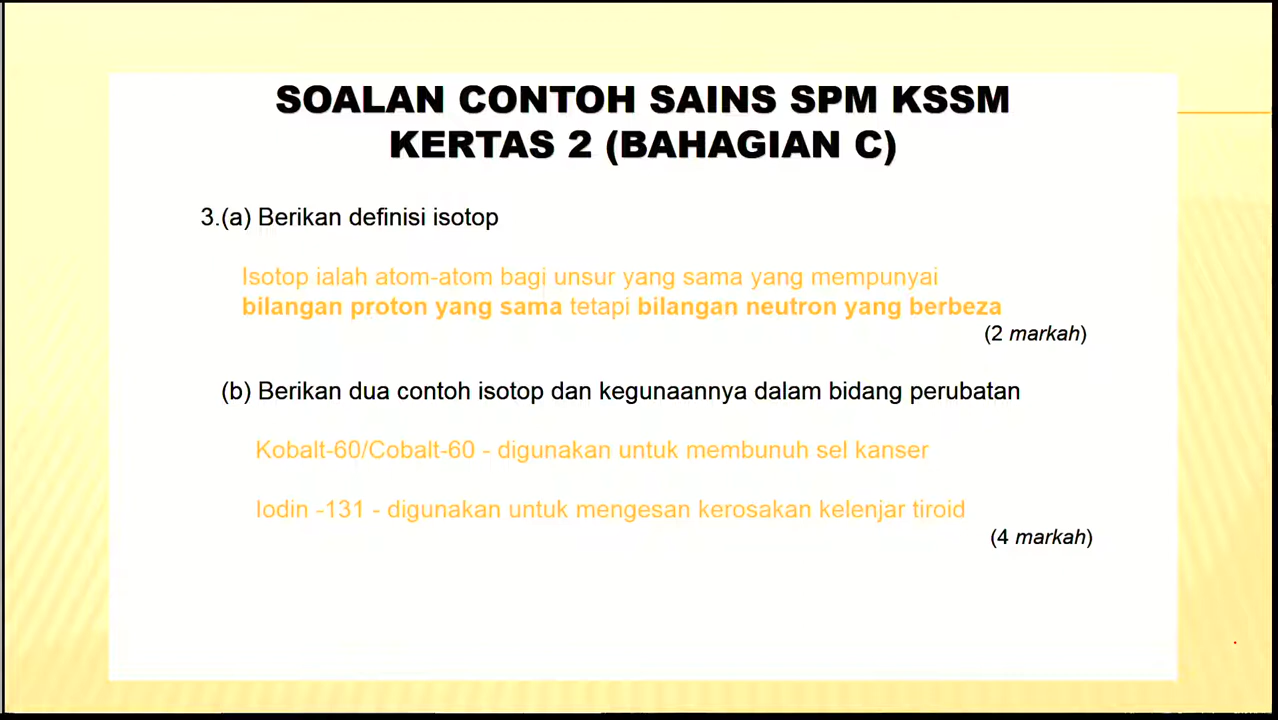 SOALAN CONTOH SAINS SPM KSSM
KERTAS 2 (BAHAGIAN C)
3.(a) Berikan definisi isotop
Isotop ialah atom-atom bagi unsur yang sama yang mempunyai
bilangan proton yang sama tetapi bilangan neutron yang berbeza
(2 markah)
(b) Berikan dua contoh isotop dan kegunaannya dalam bidang perubatan
Kobalt-60/Cobalt-60 - digunakan untuk membunuh sel kanser
Iodin -131 - digunakan untuk mengesan kerosakan kelenjar tiroid
(4 markah)